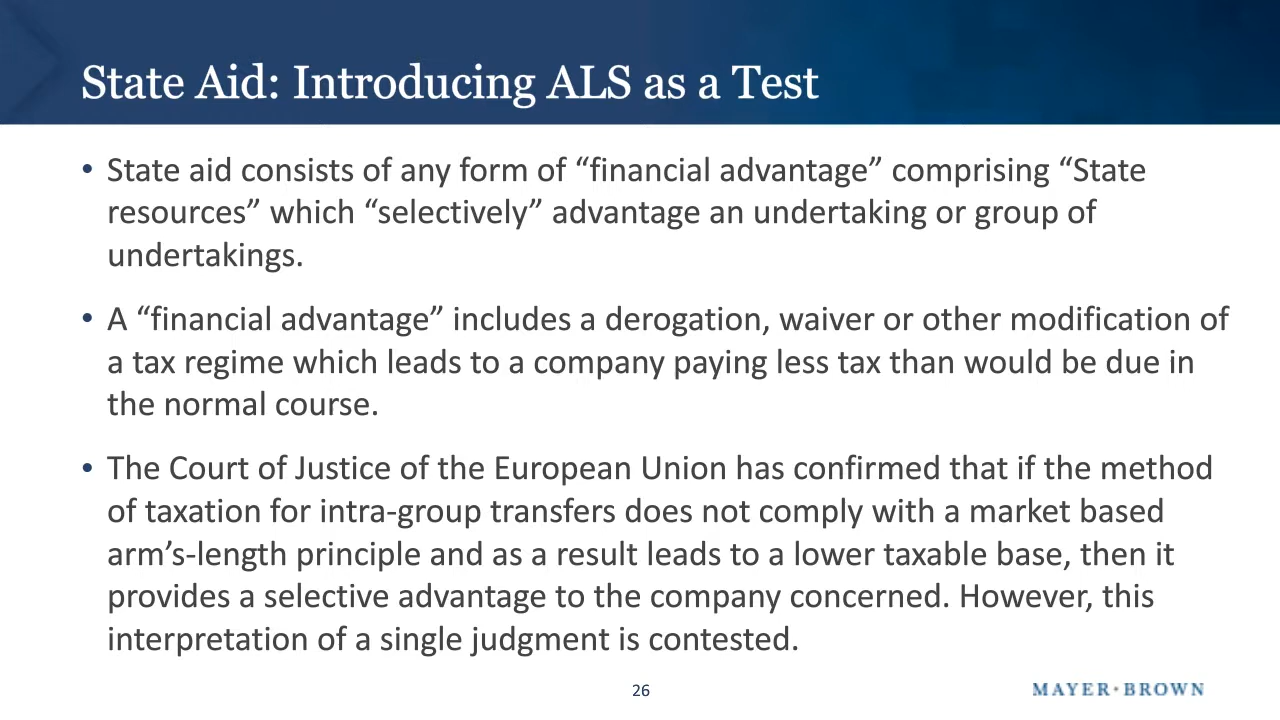 State Aid: Introducing ALS as a Test
• State aid consists of any form of “financial advantage” comprising “State
resources” which “selectively” advantage an undertaking or group of
undertakings.
• A “financial advantage” includes a derogation, waiver or other modification of
a tax regime which leads to a company paying less tax than would be due in
the normal course.
• The Court of Justice of the European Union has confirmed that if the method
of taxation for intra-group transfers does not comply with a market based
arm’s-length principle and as a result leads to a lower taxable base, then it
provides a selective advantage to the company concerned. However, this
interpretation of a single judgment is contested.
26
MAYER•BROWN